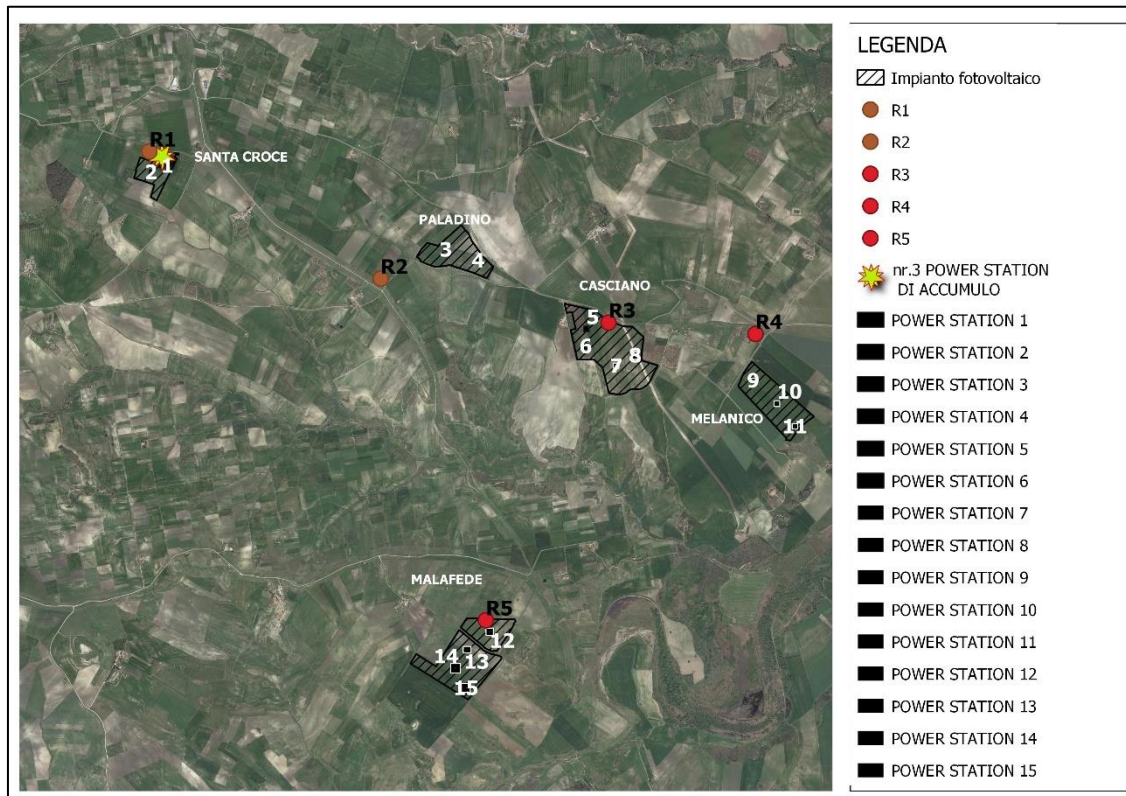 R1
SANTA CROCE
1
2
PALADINO
3
4
R2
CASCIANO
5
R3
R4
6
7
8
9
10
MELANICO
11
MALAFEDE
R5
12
13
14
15
LEGENDA
Impianto fotovoltaico
R1
R2
R3
R4
R5
nr.3 POWER STATION
DI ACCUMULO
POWER STATION 1
POWER STATION 2
POWER STATION 3
POWER STATION 4
POWER STATION 5
POWER STATION 6
POWER STATION 7
POWER STATION 8
POWER STATION 9
POWER STATION 10
POWER STATION 11
POWER STATION 12
POWER STATION 13
POWER STATION 14
POWER STATION 15